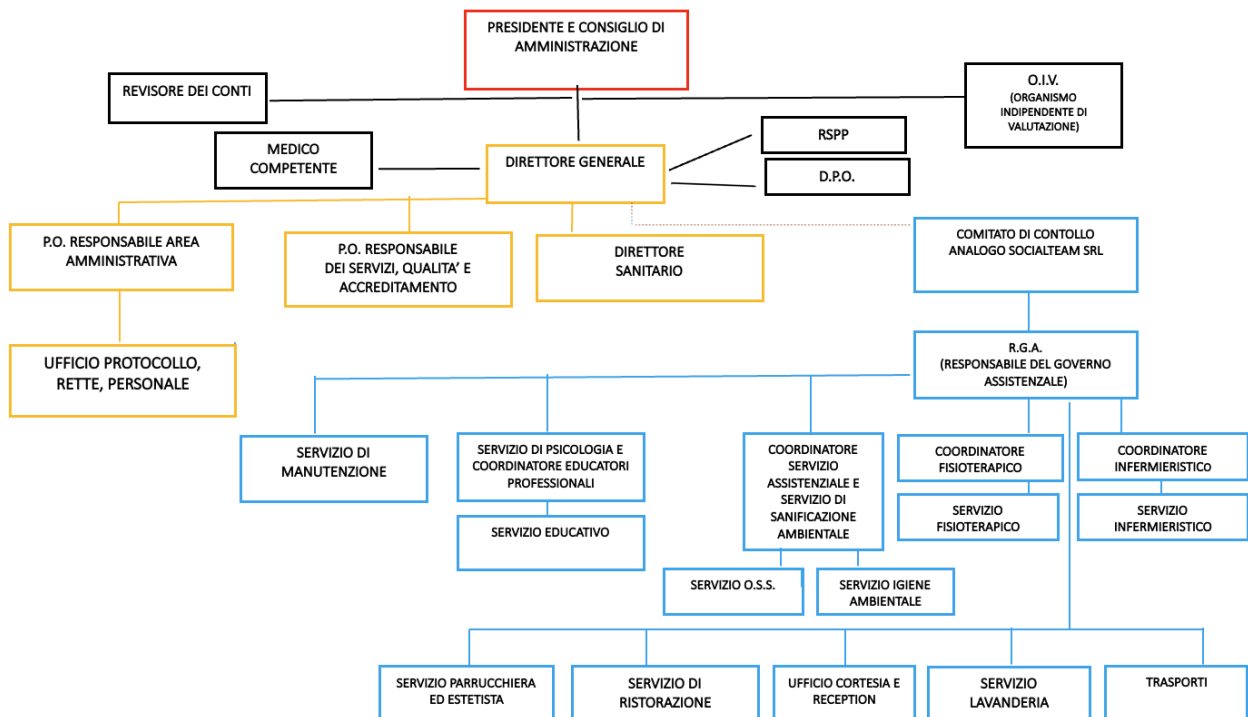 PRESIDENTE E CONSIGLIO DI
AMMINISTRAZIONE
REVISORE DEI CONTI
O.I.V.
(ORGANISMO
INDIPENDENTE DI
VALUTAZIONE)
MEDICO
COMPETENTE
DIRETTORE GENERALE
RSPP
D.P.O.
P.O. RESPONSABILE AREA
AMMINISTRATIVA
P.O. RESPONSABILE
DEI SERVIZI, QUALITA' E
ACCREDITAMENTO
DIRETTORE
SANITARIO
COMITATO DI CONTOLLO
ANALOGO SOCIALTEAM SRL
UFFICIO PROTOCOLLO,
RETTE, PERSONALE
R.G.A.
(RESPONSABILE DEL GOVERNO
ASSISTENZALE)
SERVIZIO DI
MANUTENZIONE
SERVIZIO DI PSICOLOGIA E
COORDINATORE EDUCATORI
PROFESSIONALI
COORDINATORE
SERVIZIO
ASSISTENZIALE E
SERVIZIO DI
SANIFICAZIONE
AMBIENTALE
COORDINATORE
FISIOTERAPICO
COORDINATORE
INFERMIERISTICO
SERVIZIO EDUCATIVO
SERVIZIO
FISIOTERAPICO
SERVIZIO
INFERMIERISTICO
SERVIZIO O.S.S.
SERVIZIO IGIENE
AMBIENTALE
SERVIZIO PARRUCCHIERA
ED ESTETISTA
SERVIZIO DI
RISTORAZIONE
UFFICIO CORTESIA E
RECEPTION
SERVIZIO
LAVANDERIA
TRASPORTI